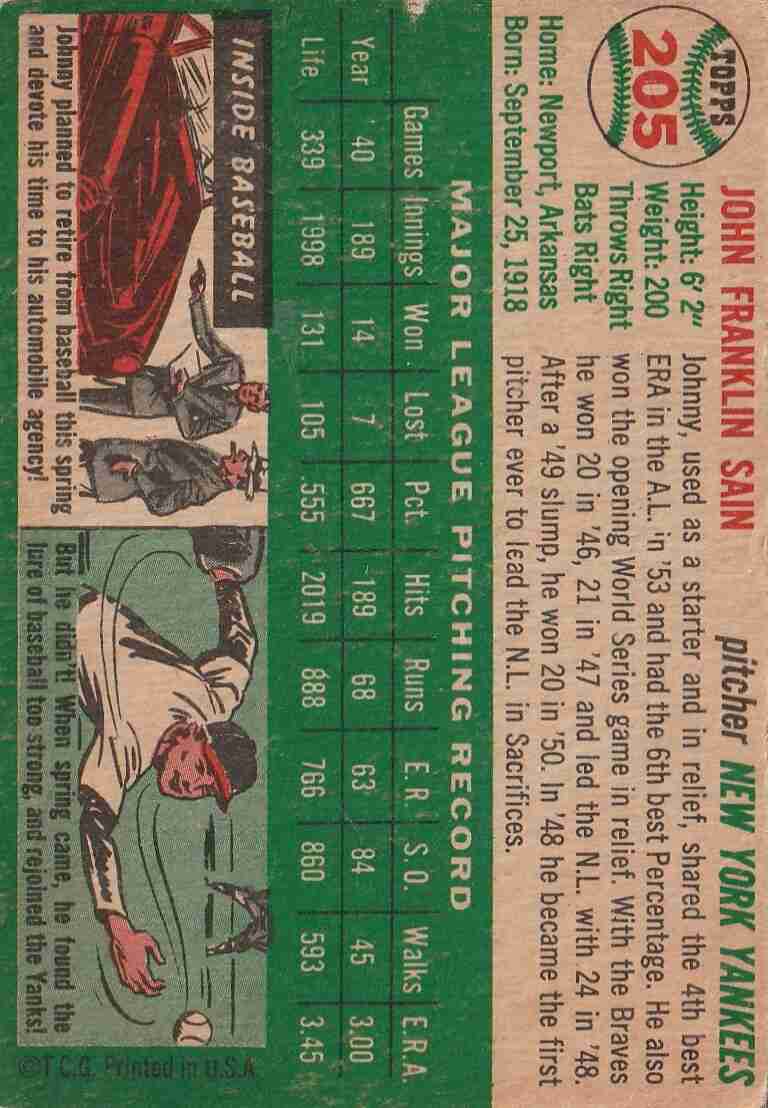 TOPPS
205
JOHN FRANKLIN SAIN
pitcher NEW YORK YANKEES
Height: 6' 2"
Weight: 200
Throws Right
Bats Right
Home: Newport, Arkansas
Born: September 25, 1918
Johnny, used as a starter and in relief, shared the 4th best
ERA in the A.L. in '53 and had the 6th best Percentage. He also
won the opening World Series game in relief. With the Braves
he won 20 in '46, 21 in '47 and led the N.L. with 24 in '48.
After a '49 slump, he won 20 in '50. In '48 he became the first
pitcher ever to lead the N.L. in Sacrifices.
MAJOR LEAGUE PITCHING RECORD
Games Innings Won Lost Pct. Hits Runs E.R. S.O. Walks E.R.A.
Year 40 189 14 7 667 189 68 63 84 45 3.00
Life 339 1998 131 105 .555 2019 888 766 860 593 3.45
INSIDE BASEBALL
Johnny planned to retire from baseball this spring
and devote his time to his automobile agency!
But he didn't! When spring came, he found the
lure of baseball too strong, and rejoined the Yanks!
©T.C.G. Printed in U.S.A